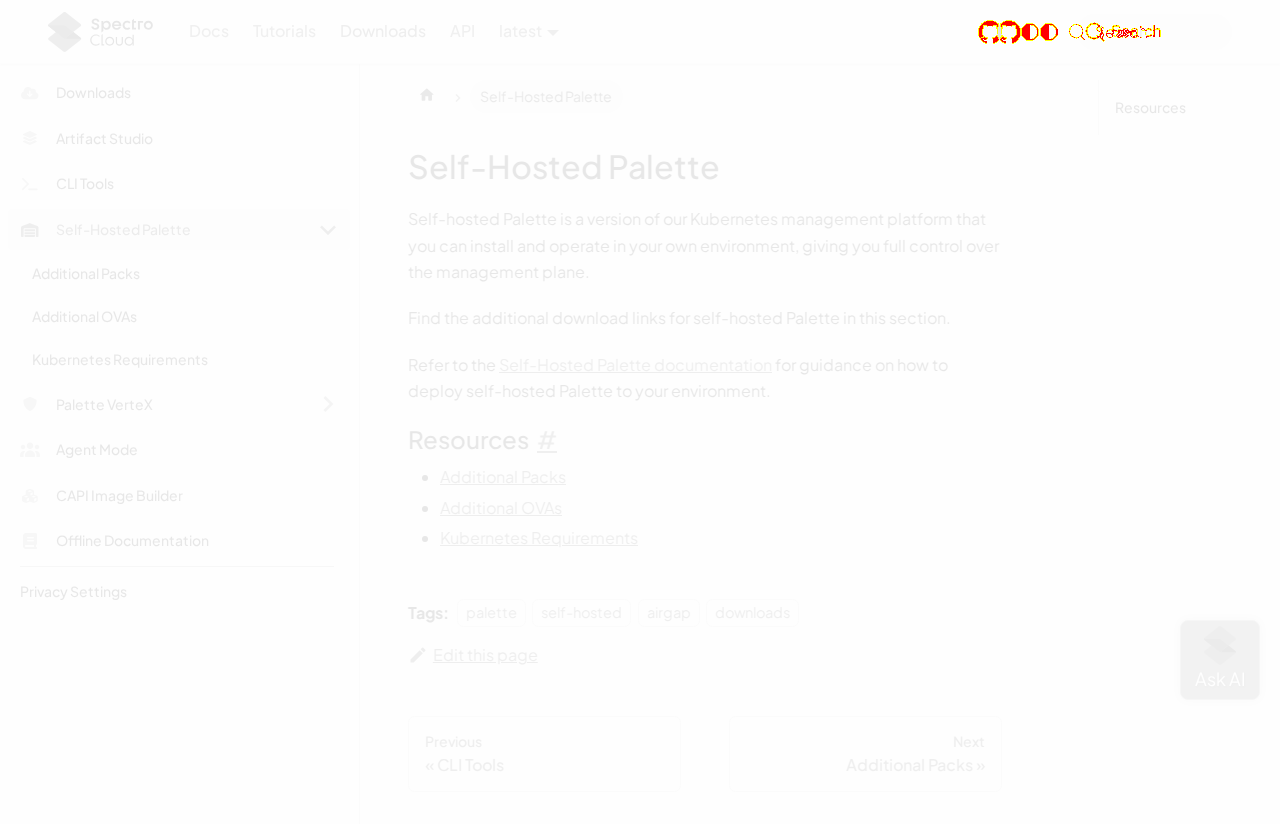 Spectro Cloud
Docs
Tutorials
Downloads
API
latest
Downloads
Artifact Studio
CLI Tools
Self-Hosted Palette
Additional Packs
Additional OVAs
Kubernetes Requirements
Palette VerteX
Agent Mode
CAPI Image Builder
Offline Documentation
Privacy Settings
Self-Hosted Palette
Self-Hosted Palette
Self-hosted Palette is a version of our Kubernetes management platform that
you can install and operate in your own environment, giving you full control over
the management plane.
Find the additional download links for self-hosted Palette in this section.
Refer to the Self-Hosted Palette documentation for guidance on how to
deploy self-hosted Palette to your environment.
Resources #
Additional Packs
Additional OVAs
Kubernetes Requirements
Tags: palette self-hosted airgap downloads
Edit this page
Previous
« CLI Tools
Next
Additional Packs »
Resources
Ask AI